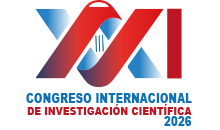 XXI
CONGRESO INTERNACIONAL
DE INVESTIGACIÓN CIENTÍFICA
2026